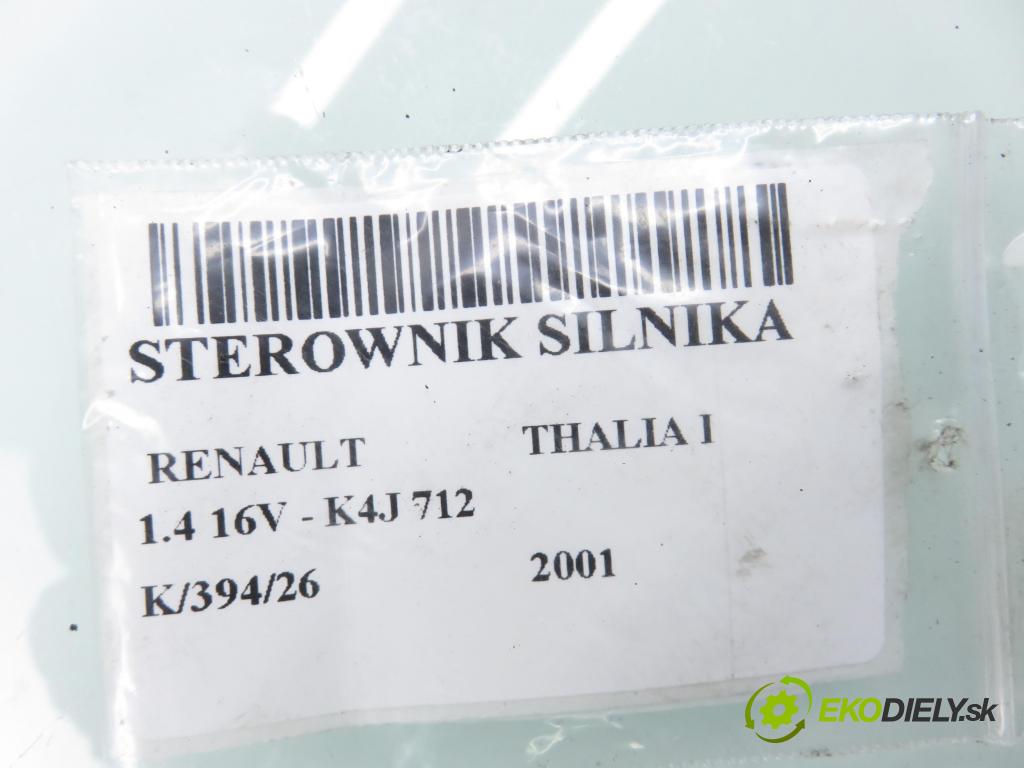 STEROWNIK SILNIKA
RENAULT THALIA I
1.4 16V - K4J 712
K/394/26 2001
EKODIELY.sk